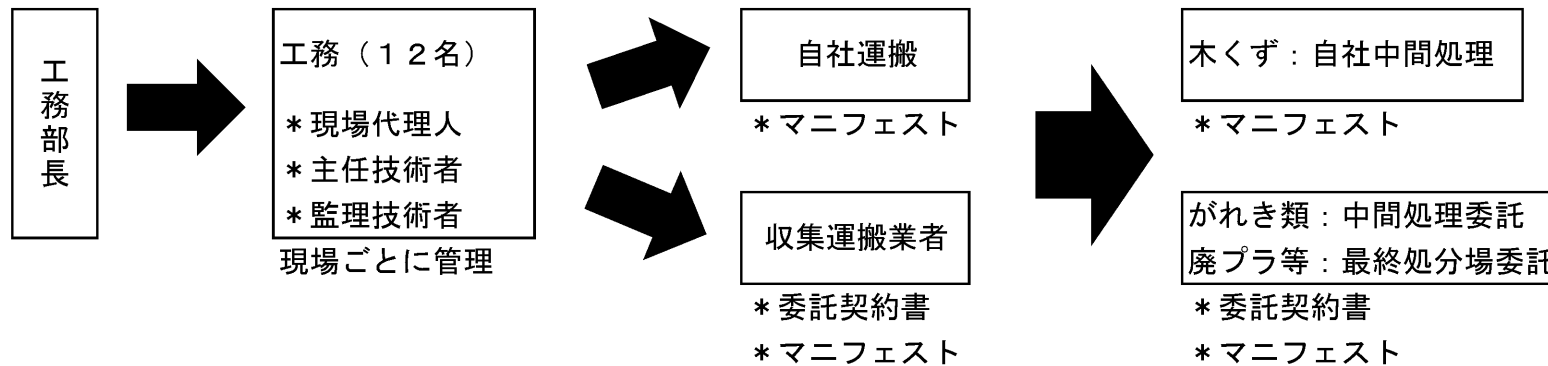 工務部長
工務（１２名）
＊現場代理人
＊主任技術者
＊監理技術者
現場ごとに管理
自社運搬
＊マニフェスト
収集運搬業者
＊委託契約書
＊マニフェスト
木くず：自社中間処理
＊マニフェスト
がれき類：中間処理委託
廃プラ等：最終処分場委託
＊委託契約書
＊マニフェスト